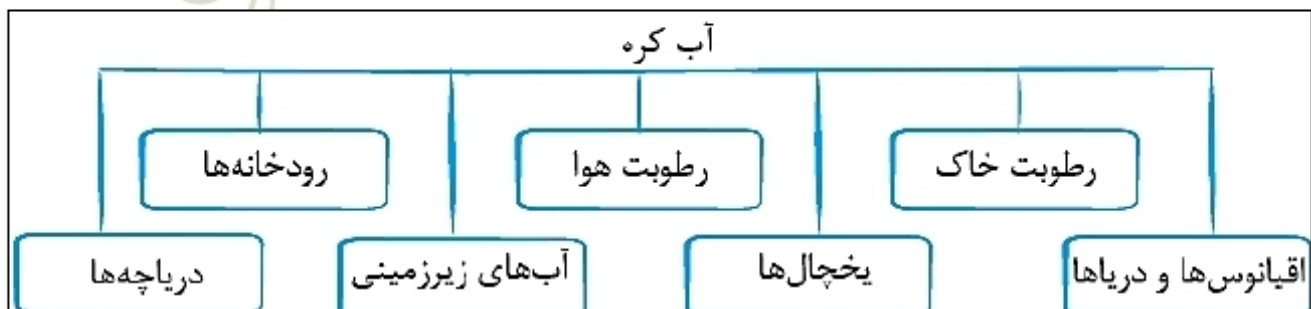 آب کره
رطوبت خاک
رطوبت هوا
رودخانه‌ها
اقیانوس‌ها و دریاها
یخچال‌ها
آب‌های زیرزمینی
دریاچه‌ها